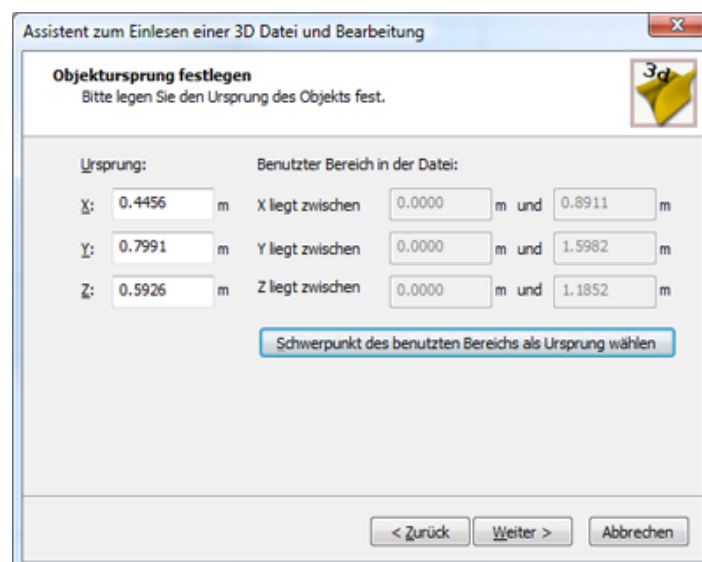 Assistent zum Einlesen einer 3D Datei und Bearbeitung
Objektursprung festlegen
Bitte legen Sie den Ursprung des Objekts fest.
3d
Ursprung: Benutzter Bereich in der Datei:
X: 0.4456 m X liegt zwischen 0.0000 m und 0.8911 m
Y: 0.7991 m Y liegt zwischen 0.0000 m und 1.5982 m
Z: 0.5926 m Z liegt zwischen 0.0000 m und 1.1852 m
Schwerpunkt des benutzten Bereichs als Ursprung wählen
< Zurück Weiter > Abbrechen